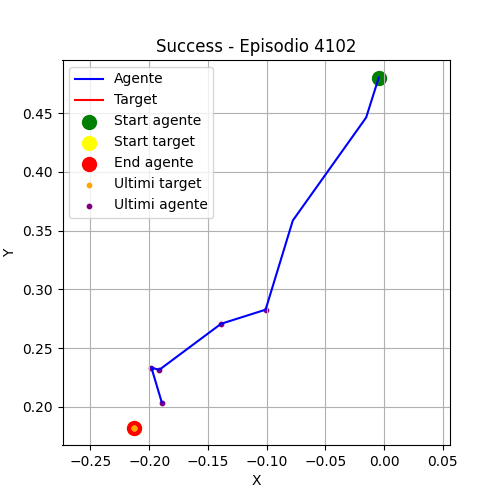 Success - Episodio 4102
Agente
Target
Start agente
Start target
End agente
Ultimi target
Ultimi agente
0.45
0.40
0.35
0.30
0.25
0.20
Y
−0.25 −0.20 −0.15 −0.10 −0.05 0.00 0.05
X